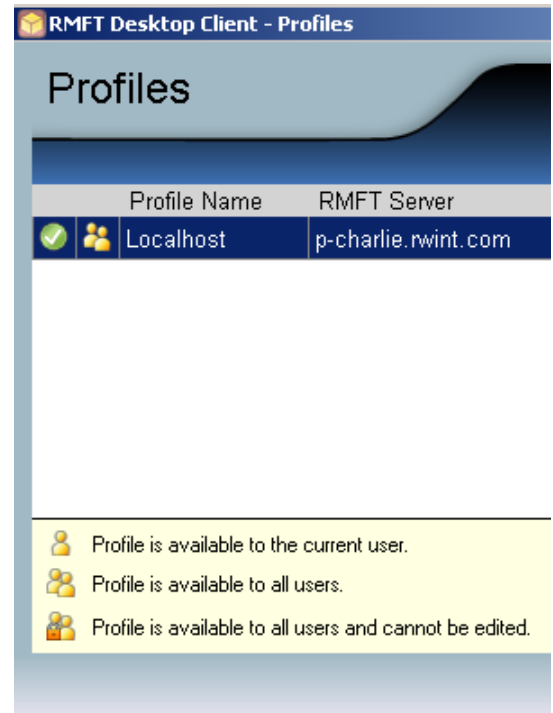 RMFT Desktop Client - Profiles
Profiles
Profile Name RMFT Server
Localhost p-charlie.rwint.com
Profile is available to the current user.
Profile is available to all users.
Profile is available to all users and cannot be edited.